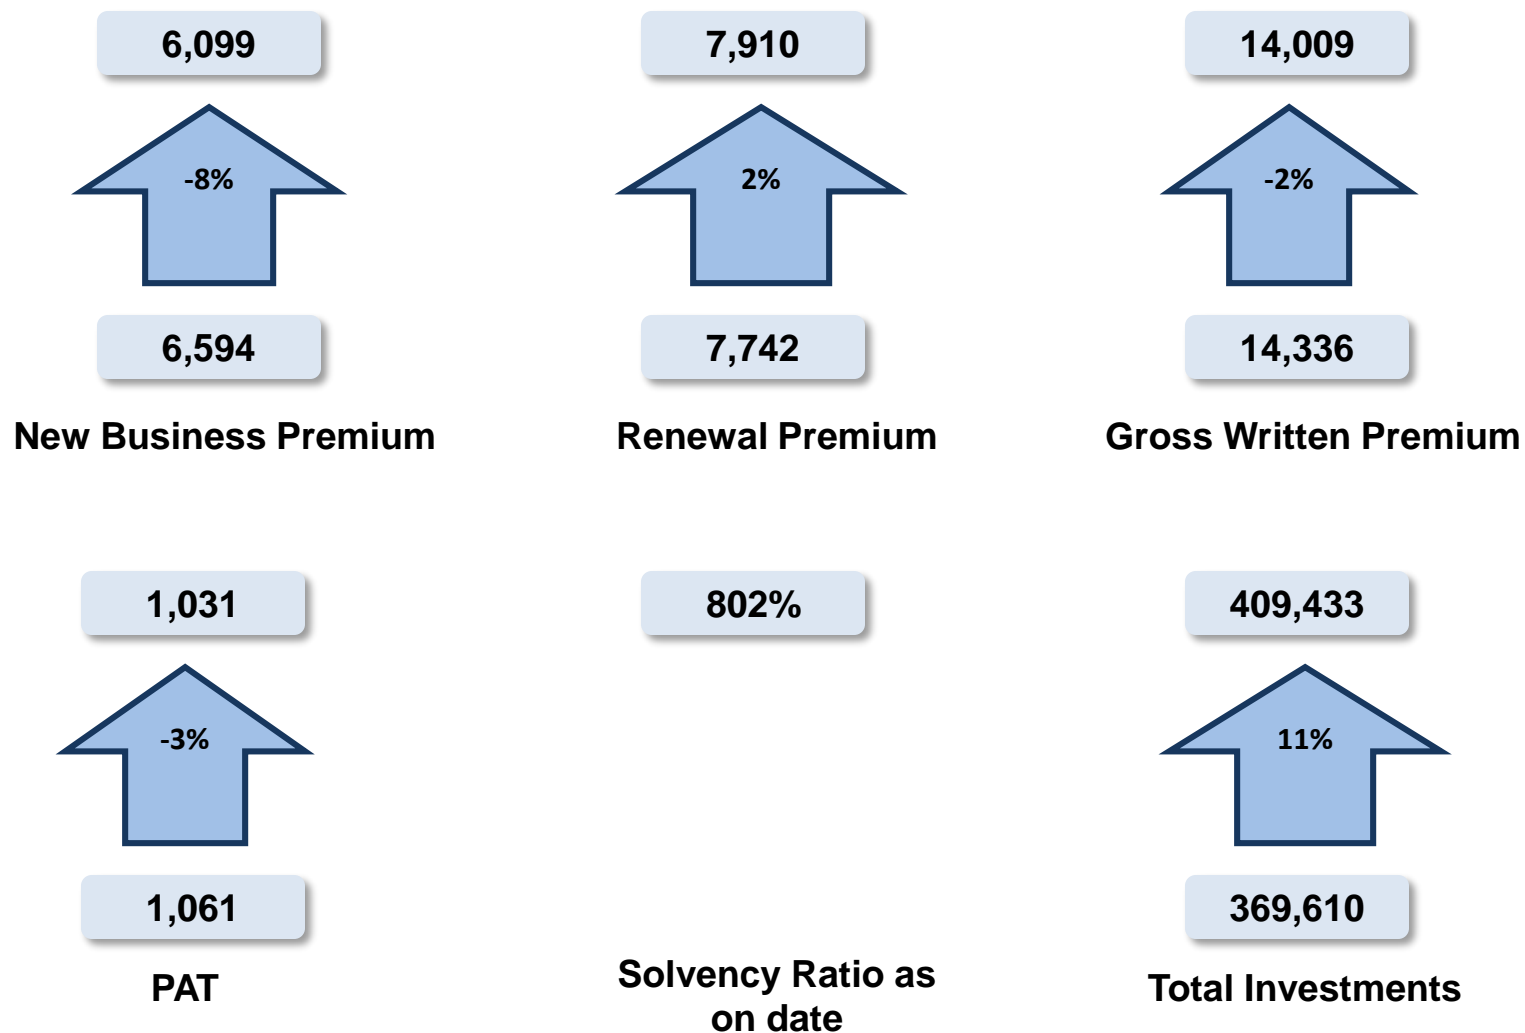 6,099
7,910
14,009
-8%
2%
-2%
6,594
7,742
14,336
New Business Premium
Renewal Premium
Gross Written Premium
1,031
802%
409,433
-3%
11%
1,061
369,610
PAT
Solvency Ratio as
on date
Total Investments